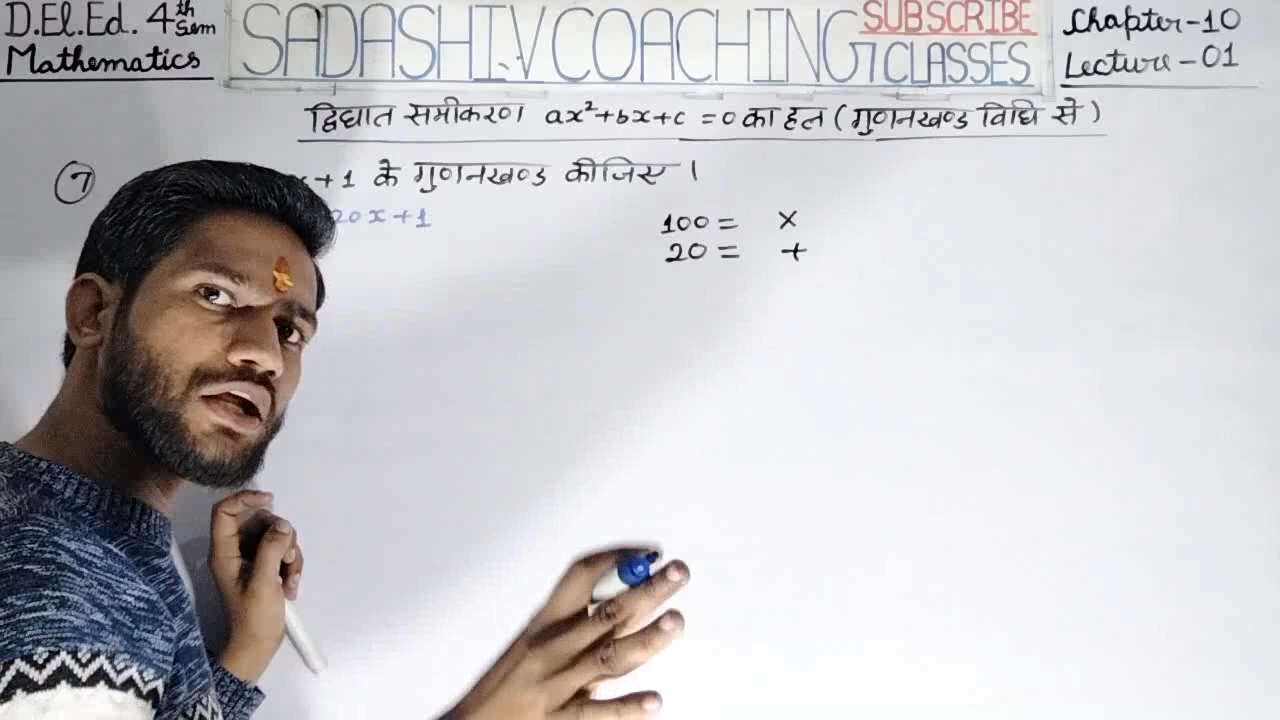 D.El.Ed. 4th Sem
Mathematics
SADASHIV COACHING CLASSES
SUBSCRIBE
Chapter-10
Lecture-01
द्विघात समीकरण ax²+bx+c =0 का हल ( गुणनखण्ड विधि से )
7 x+1 के गुणनखण्ड कीजिए ।
20x+1
100 = ×
20 = +